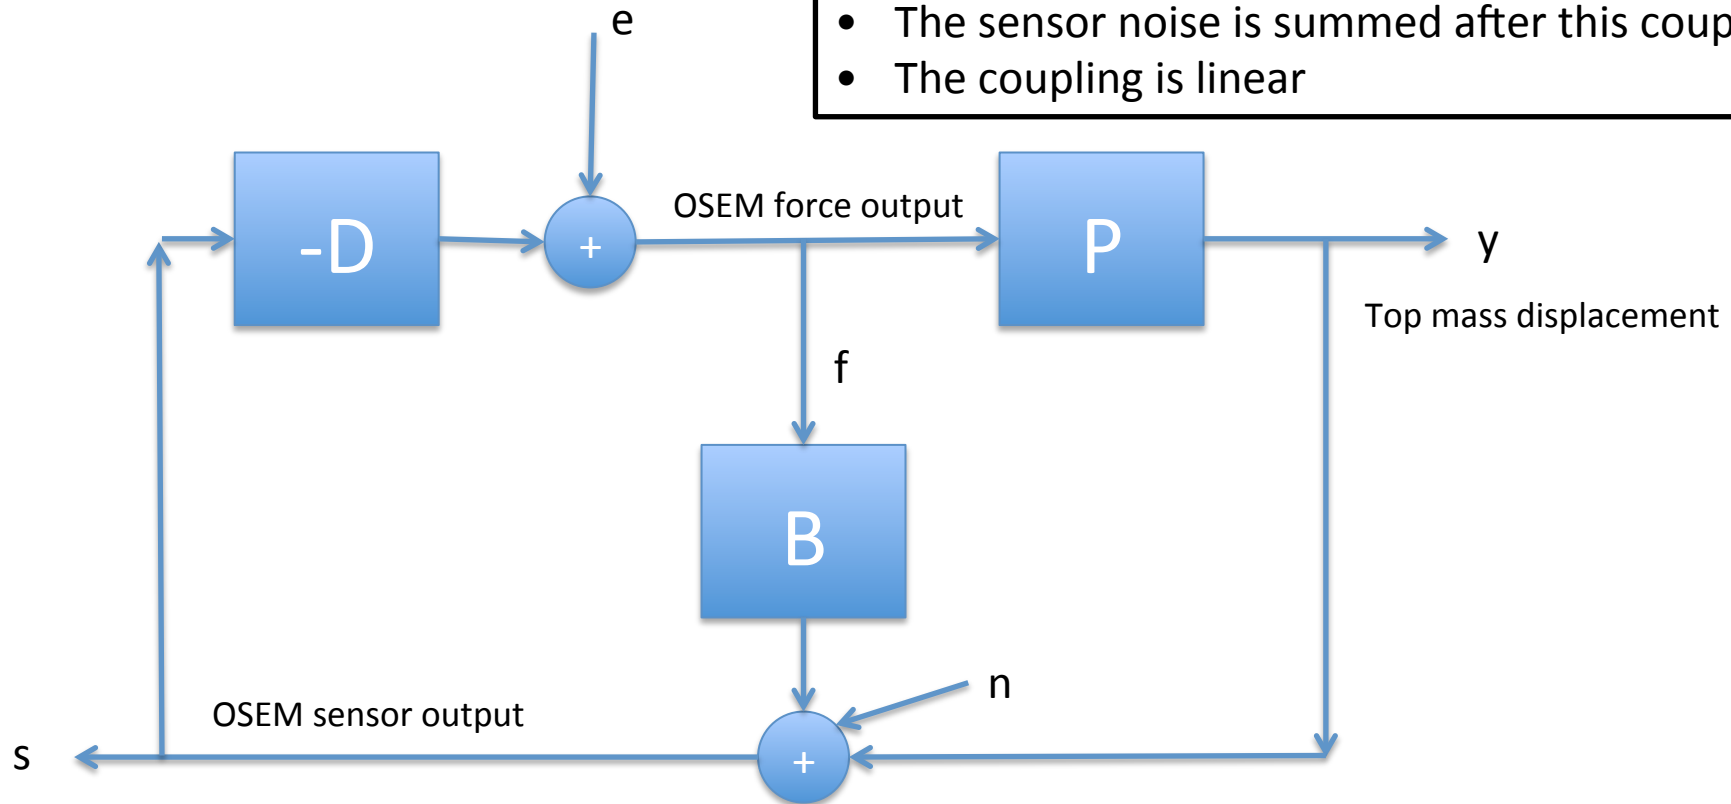 e
• The sensor noise is summed after this
• The coupling is linear
-D
+
OSEM force output
P
y
Top mass displacement
f
B
n
OSEM sensor output
s
+